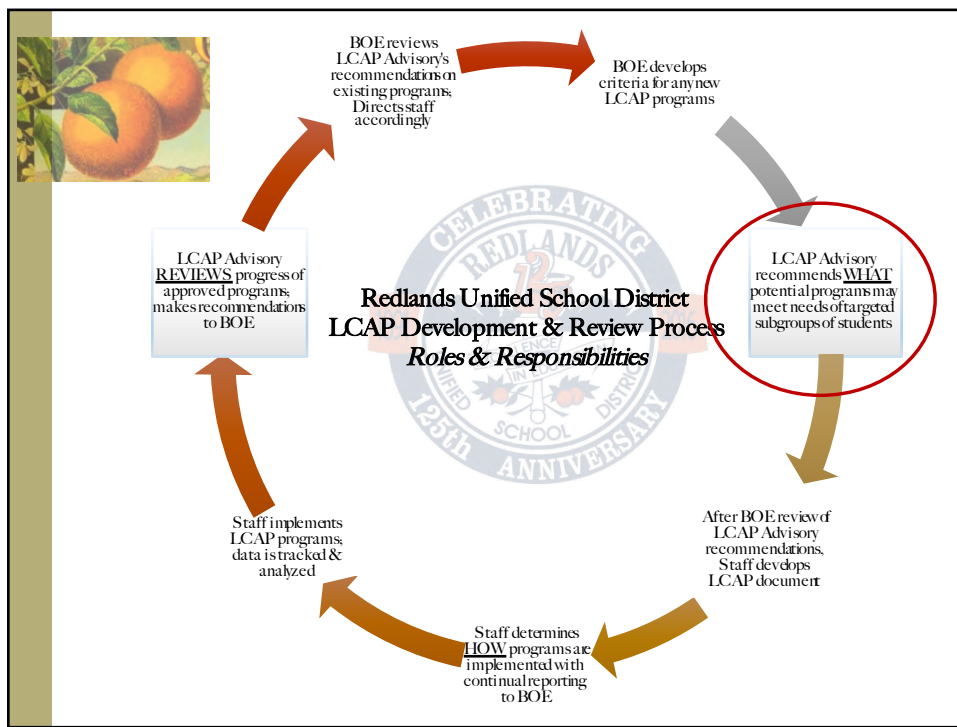 BOE reviews
LCAP Advisory's
recommendations on
existing programs;
Directs staff
accordingly
BOE develops
criteria for any new
LCAP programs
LCAP Advisory
recommends WHAT
potential programs may
meet needs of targeted
subgroups of students
After BOE review of
LCAP Advisory
recommendations,
Staff develops
LCAP document
Staff determines
HOW programs are
implemented with
continual reporting
to BOE
Staff implements
LCAP programs;
data is tracked &
analyzed
LCAP Advisory
REVIEWS progress of
approved programs;
makes recommendations
to BOE
Redlands Unified School District
LCAP Development & Review Process
Roles & Responsibilities
CELEBRATING
REDLANDS
UNIFIED SCHOOL DISTRICT
125th ANNIVERSARY